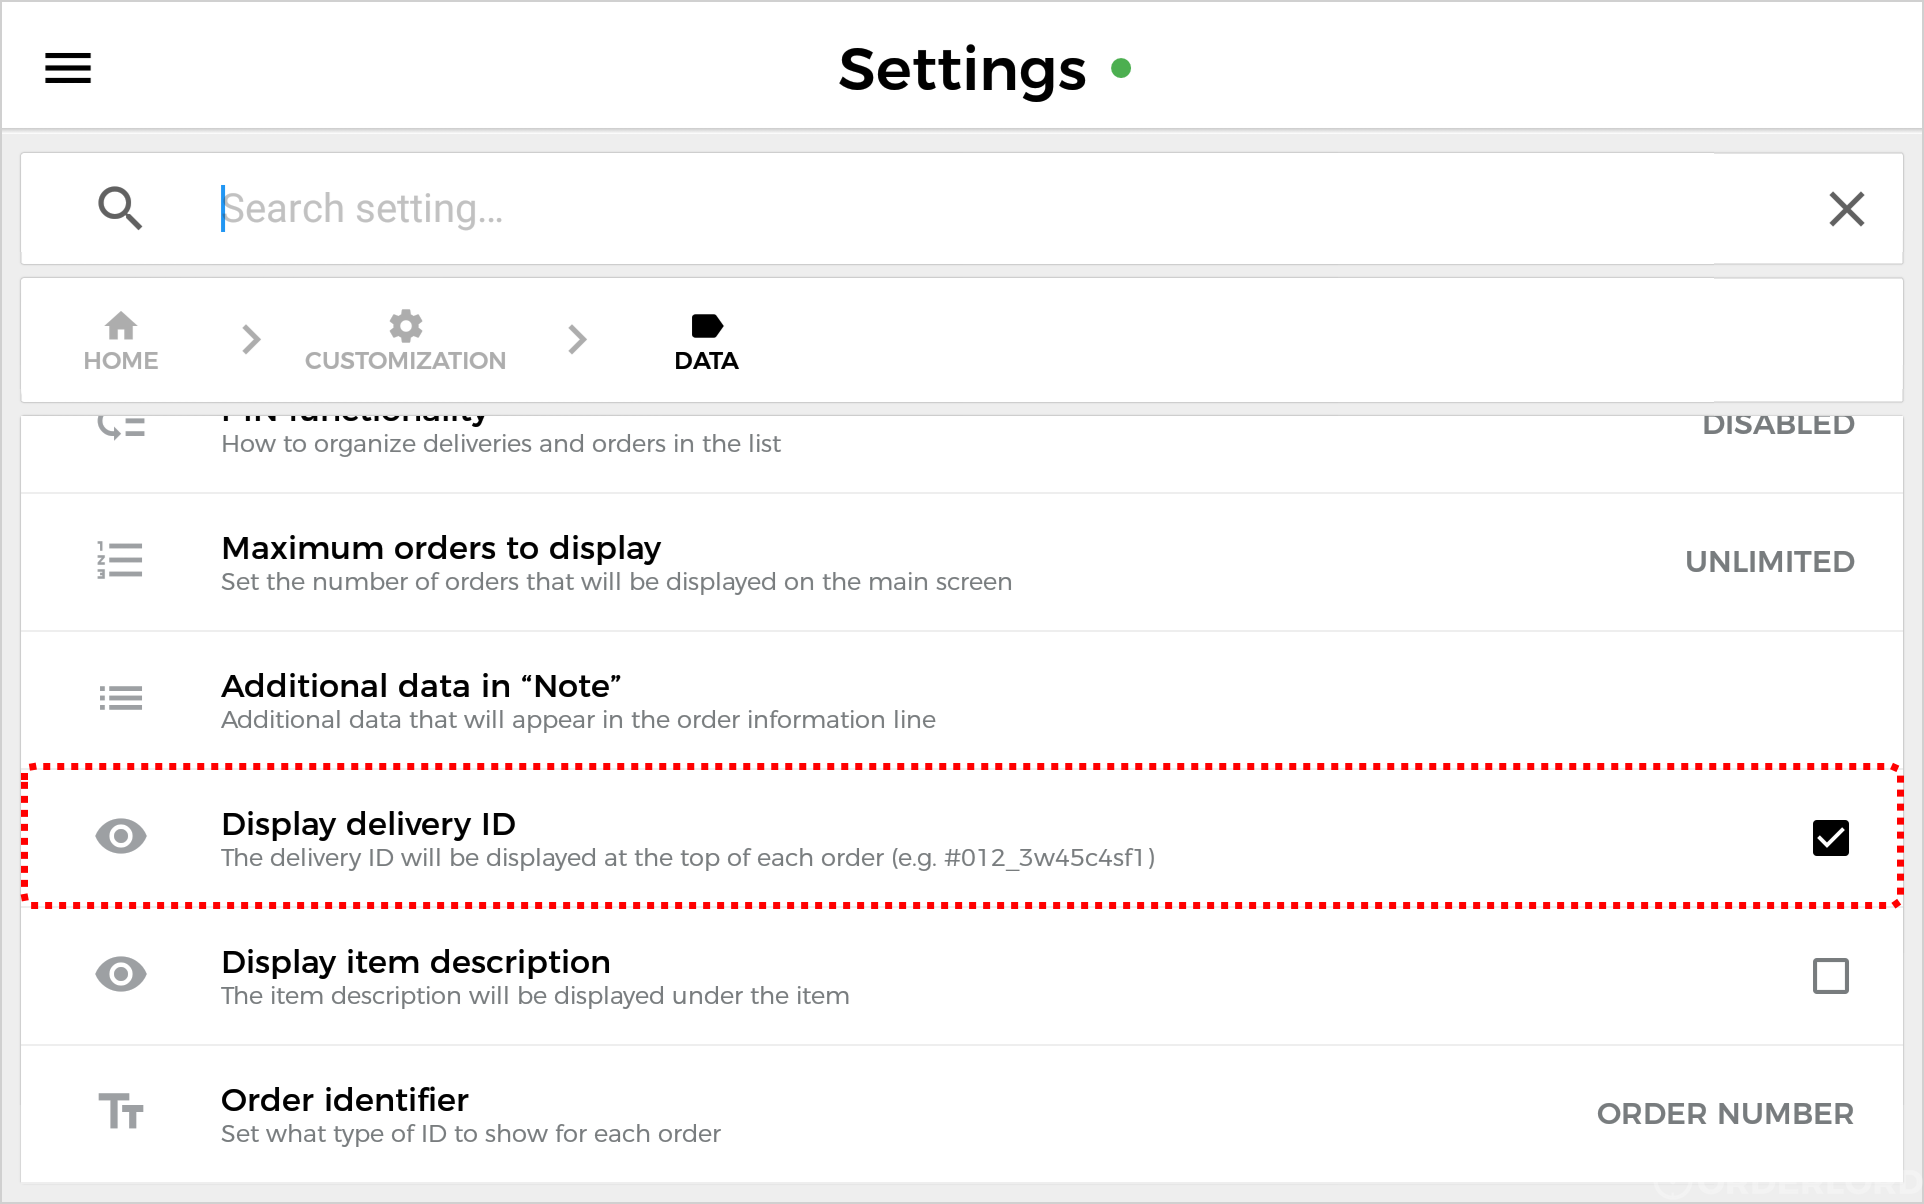 Settings
Search setting...
HOME
CUSTOMIZATION
DATA
PIN functionality
DISABLED
How to organize deliveries and orders in the list
Maximum orders to display
UNLIMITED
Set the number of orders that will be displayed on the main screen
Additional data in “Note”
Additional data that will appear in the order information line
Display delivery ID
The delivery ID will be displayed at the top of each order (e.g. #012_3w45c4sf1)
Display item description
The item description will be displayed under the item
Order identifier
ORDER NUMBER
Set what type of ID to show for each order
ORDERLORD